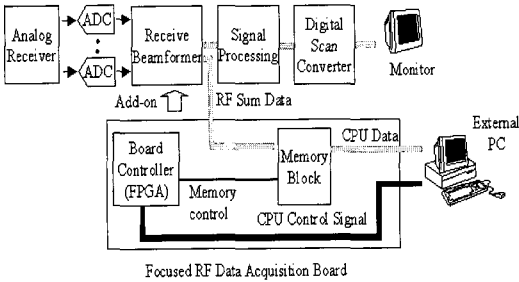 Analog
Receiver
ADC
ADC
Receive
Beamformer
Signal
Processing
Digital
Scan
Converter
Monitor
Add-on
RF Sum Data
External
PC
CPU Data
Board
Controller
(FPGA)
Memory
Block
Memory
control
CPU Control Signal
Focused RF Data Acquisition Board